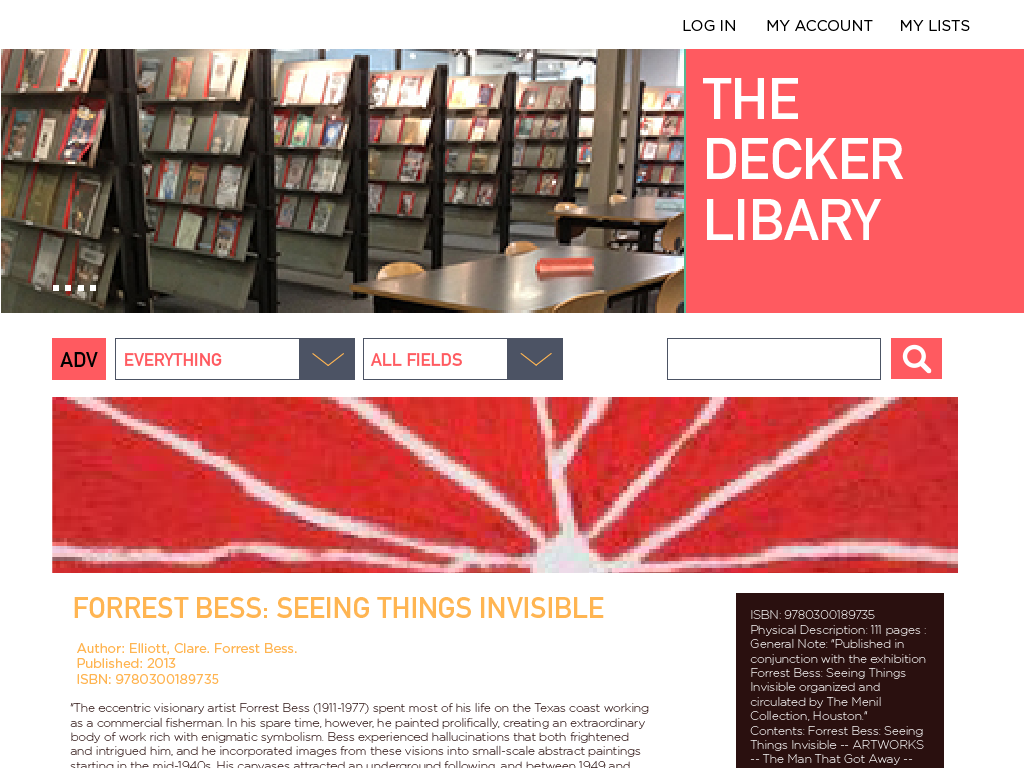 LOG IN MY ACCOUNT MY LISTS
THE
DECKER
LIBARY
ADV EVERYTHING ALL FIELDS
FORREST BESS: SEEING THINGS INVISIBLE
Author: Elliott, Clare. Forrest Bess.
Published: 2013
ISBN: 9780300189735
"The eccentric visionary artist Forrest Bess (1911-1977) spent most of his life on the Texas coast working
as a commercial fisherman. In his spare time, however, he painted prolifically, creating an extraordinary
body of work rich with enigmatic symbolism. Bess experienced hallucinations that both frightened
and intrigued him, and he incorporated images from these visions into small-scale abstract paintings
starting in the mid-1940s. His canvases attracted an underground following, and between 1949 and
ISBN: 9780300189735
Physical Description: 111 pages :
General Note: "Published in
conjunction with the exhibition
Forrest Bess: Seeing Things
Invisible organized and
circulated by The Menil
Collection, Houston."
Contents: Forrest Bess: Seeing
Things Invisible -- ARTWORKS
-- The Man That Got Away --